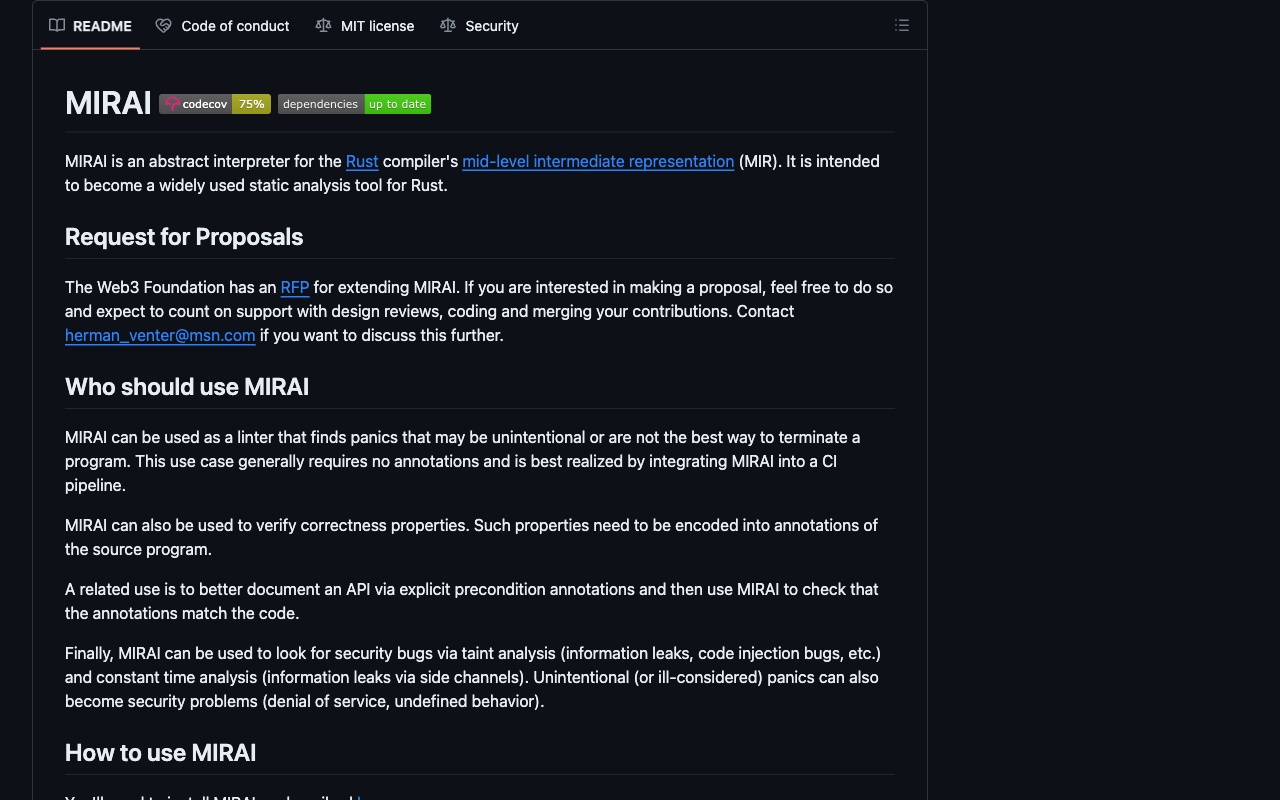 README Code of conduct MIT license Security
MIRAI codecov 75% dependencies up to date
MIRAI is an abstract interpreter for the Rust compiler's mid-level intermediate representation (MIR). It is intended
to become a widely used static analysis tool for Rust.
Request for Proposals
The Web3 Foundation has an RFP for extending MIRAI. If you are interested in making a proposal, feel free to do so
and expect to count on support with design reviews, coding and merging your contributions. Contact
herman_venter@msn.com if you want to discuss this further.
Who should use MIRAI
MIRAI can be used as a linter that finds panics that may be unintentional or are not the best way to terminate a
program. This use case generally requires no annotations and is best realized by integrating MIRAI into a CI
pipeline.
MIRAI can also be used to verify correctness properties. Such properties need to be encoded into annotations of
the source program.
A related use is to better document an API via explicit precondition annotations and then use MIRAI to check that
the annotations match the code.
Finally, MIRAI can be used to look for security bugs via taint analysis (information leaks, code injection bugs, etc.)
and constant time analysis (information leaks via side channels). Unintentional (or ill-considered) panics can also
become security problems (denial of service, undefined behavior).
How to use MIRAI